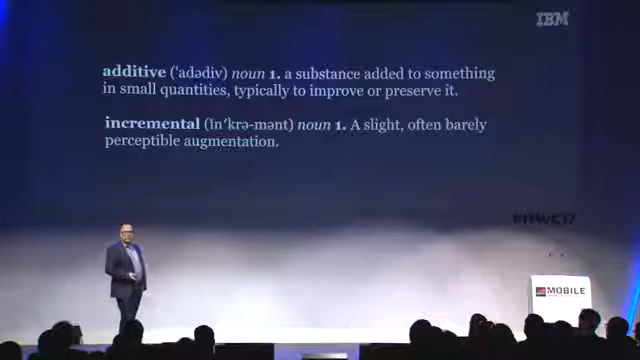 IBM
additive ('adədiv) noun 1. a substance added to something
in small quantities, typically to improve or preserve it.
incremental (ĭn′krə-mənt) noun 1. A slight, often barely
perceptible augmentation.
#MWC17
MOBILE